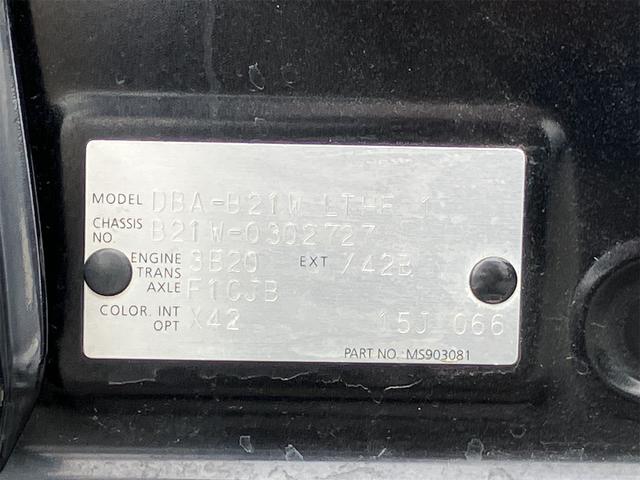 MODEL DBA-B21W LTHE 1
CHASSIS NO. B21W-0302727
ENGINE 3B20 EXT /42B
TRANS AXLE F1CJB
COLOR. INT OPT X42 15J 066
PART NO.: MS903081